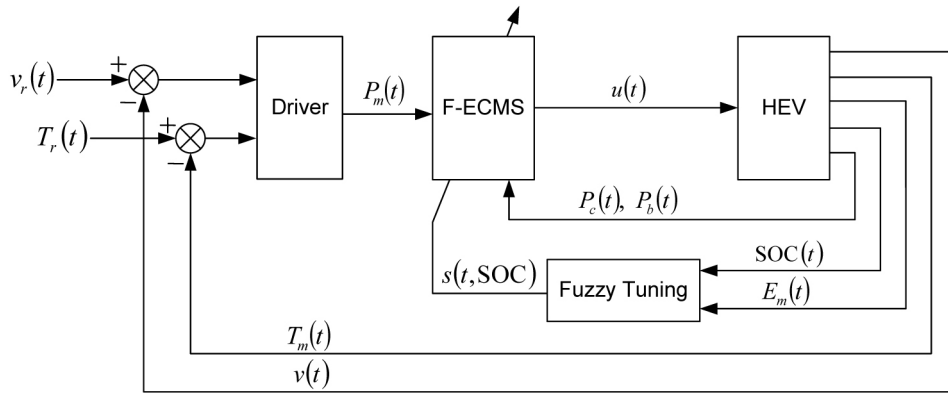 v_r(t)
+
−
T_r(t)
+
−
Driver
P_m(t)
F-ECMS
u(t)
HEV
P_c(t), P_b(t)
s(t,SOC)
Fuzzy Tuning
SOC(t)
E_m(t)
T_m(t)
v(t)